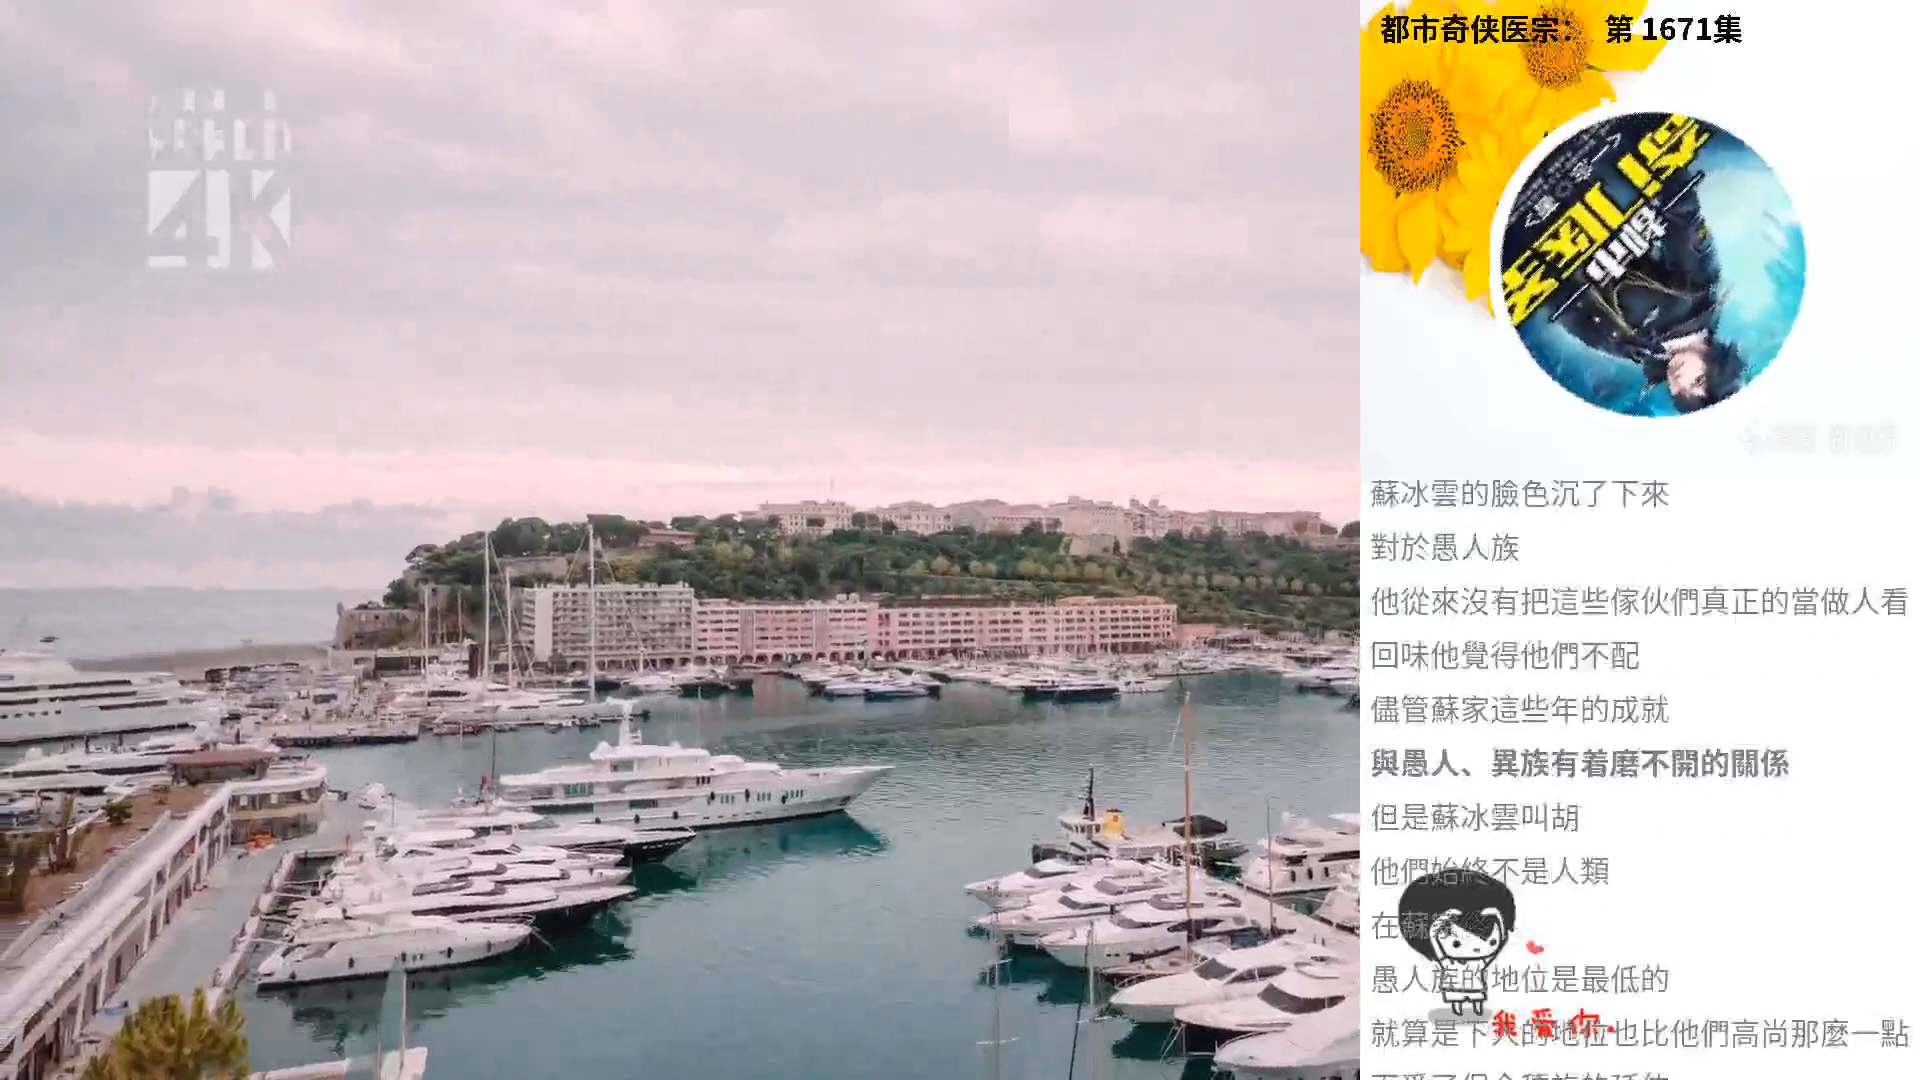 4K
都市奇侠医宗： 第 1671集
蘇冰雲的臉色沉了下來
對於愚人族
他從來沒有把這些傢伙們真正的當做人看
回味他覺得他們不配
儘管蘇家這些年的成就
與愚人、異族有着磨不開的關係
但是蘇冰雲叫胡
他們始終不是人類
在蘇家
愚人族的地位是最低的
就算是下人的地位也比他們高尚那麼一點
我爱你.